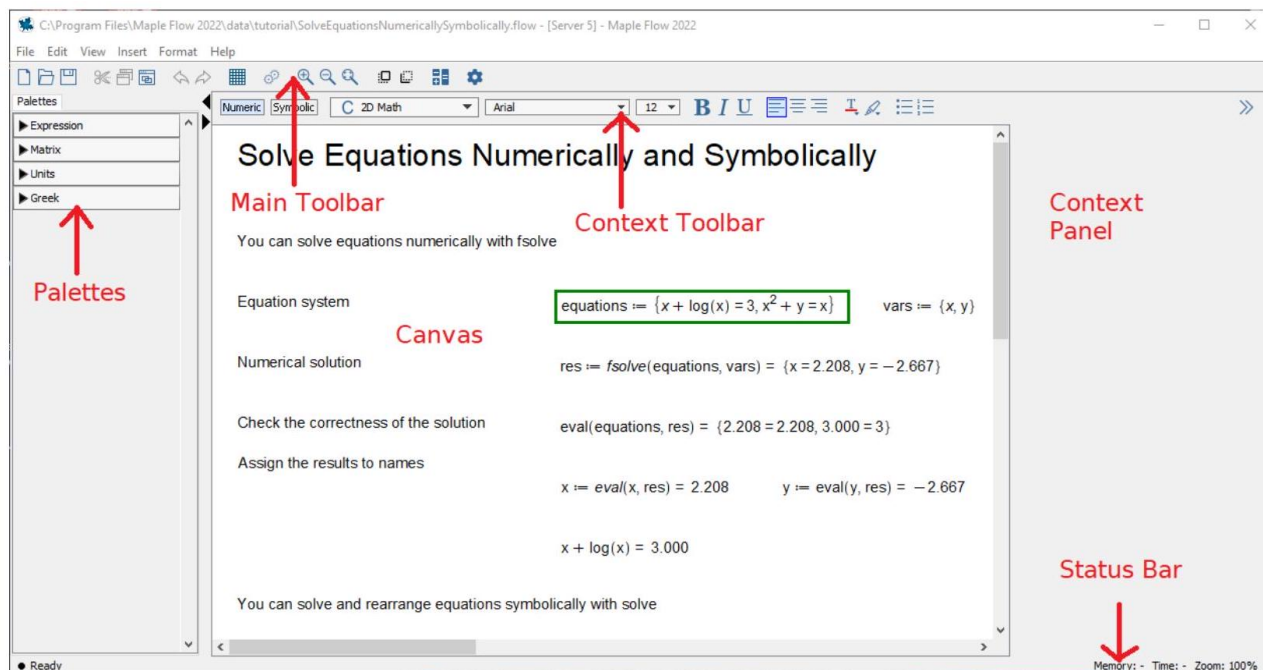 C:\Program Files\Maple Flow 2022\data\tutorial\SolveEquationsNumericallySymbolically.flow - [Server 5] - Maple Flow 2022
File Edit View Insert Format Help
Palettes
Numeric Symbolic C 2D Math Arial 12 B I U
Expression
Matrix
Units
Greek
Solve Equations Numerically and Symbolically
Main Toolbar
Context Toolbar
Context Panel
You can solve equations numerically with fsolve
Palettes
Equation system
equations := {x + log(x) = 3, x² + y = x} vars := {x, y}
Canvas
Numerical solution
res := fsolve(equations, vars) = {x = 2.208, y = −2.667}
Check the correctness of the solution
eval(equations, res) = {2.208 = 2.208, 3.000 = 3}
Assign the results to names
x := eval(x, res) = 2.208 y := eval(y, res) = −2.667
x + log(x) = 3.000
Status Bar
You can solve and rearrange equations symbolically with solve
Ready
Memory: - Time: - Zoom: 100%